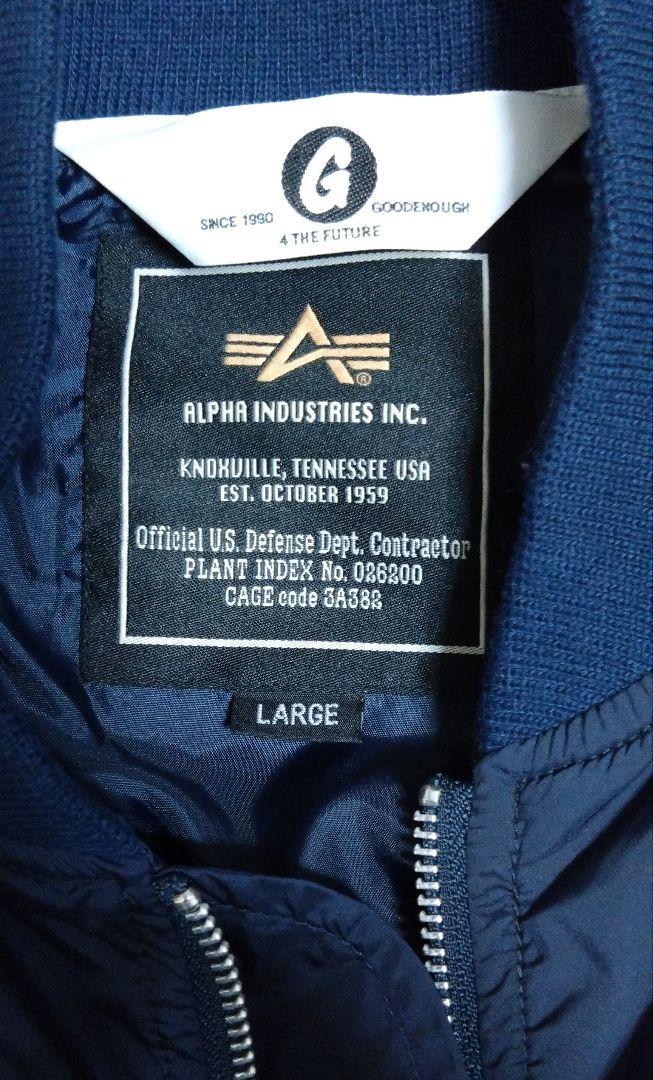 G
SINCE 1990 GOODENOUGH
4 THE FUTURE
A
®
ALPHA INDUSTRIES INC.
KNOXVILLE, TENNESSEE USA
EST. OCTOBER 1959
Official U.S. Defense Dept. Contractor
PLANT INDEX No. 026200
CAGE code 3A382
LARGE